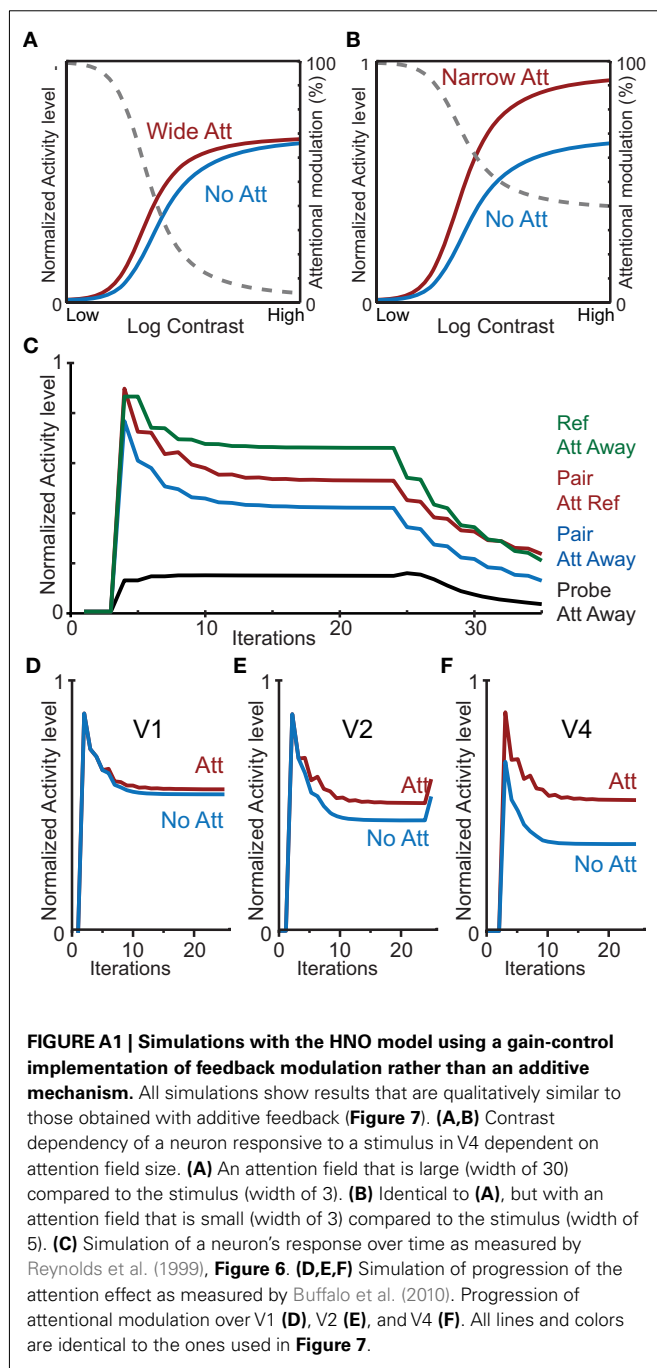 A
B
Normalized Activity level
Wide Att
No Att
0
Low
High
Log Contrast
100
0
Attentional modulation (%)
1
Normalized Activity level
Narrow Att
No Att
0
Low
High
Log Contrast
100
0
Attentional modulation (%)
C
1
Normalized Activity level
0
0
10
20
30
Iterations
Ref
Att Away
Pair
Att Ref
Pair
Att Away
Probe
Att Away
D
E
F
1
Normalized Activity level
V1
Att
No Att
0
0
10
20
Iterations
1
Normalized Activity level
V2
Att
No Att
0
0
10
20
Iterations
1
Normalized Activity level
V4
Att
No Att
0
0
10
20
Iterations
FIGURE A1 | Simulations with the HNO model using a gain-control
implementation of feedback modulation rather than an additive
mechanism. All simulations show results that are qualitatively similar to
those obtained with additive feedback (Figure 7). (A,B) Contrast
dependency of a neuron responsive to a stimulus in V4 dependent on
attention field size. (A) An attention field that is large (width of 30)
compared to the stimulus (width of 3). (B) Identical to (A), but with an
attention field that is small (width of 3) compared to the stimulus (width of
5). (C) Simulation of a neuron's response over time as measured by
Reynolds et al. (1999), Figure 6. (D,E,F) Simulation of progression of the
attention effect as measured by Buffalo et al. (2010). Progression of
attentional modulation over V1 (D), V2 (E), and V4 (F). All lines and colors
are identical to the ones used in Figure 7.